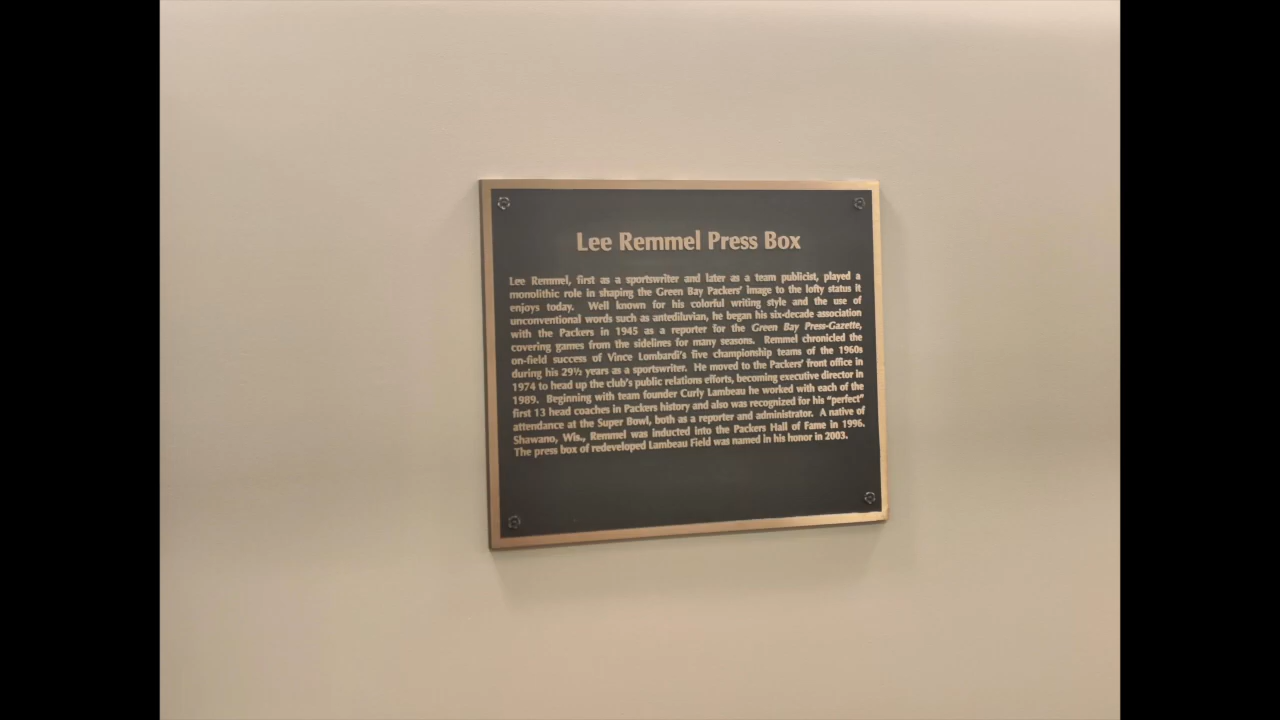 Lee Remmel Press Box
Lee Remmel, first as a sportswriter and later as a team publicist, played a
monolithic role in shaping the Green Bay Packers' image to the lofty status it
enjoys today. Well known for his colorful writing style and the use of
unconventional words such as antediluvian, he began his six-decade association
with the Packers in 1945 as a reporter for the Green Bay Press-Gazette,
covering games from the sidelines for many seasons. Remmel chronicled the
on-field success of Vince Lombardi's five championship teams of the 1960s
during his 29½ years as a sportswriter. He moved to the Packers' front office in
1974 to head up the club's public relations efforts, becoming executive director in
1989. Beginning with team founder Curly Lambeau he worked with each of the
first 13 head coaches in Packers history and also was recognized for his "perfect"
attendance at the Super Bowl, both as a reporter and administrator. A native of
Shawano, Wis., Remmel was inducted into the Packers Hall of Fame in 1996.
The press box of redeveloped Lambeau Field was named in his honor in 2003.